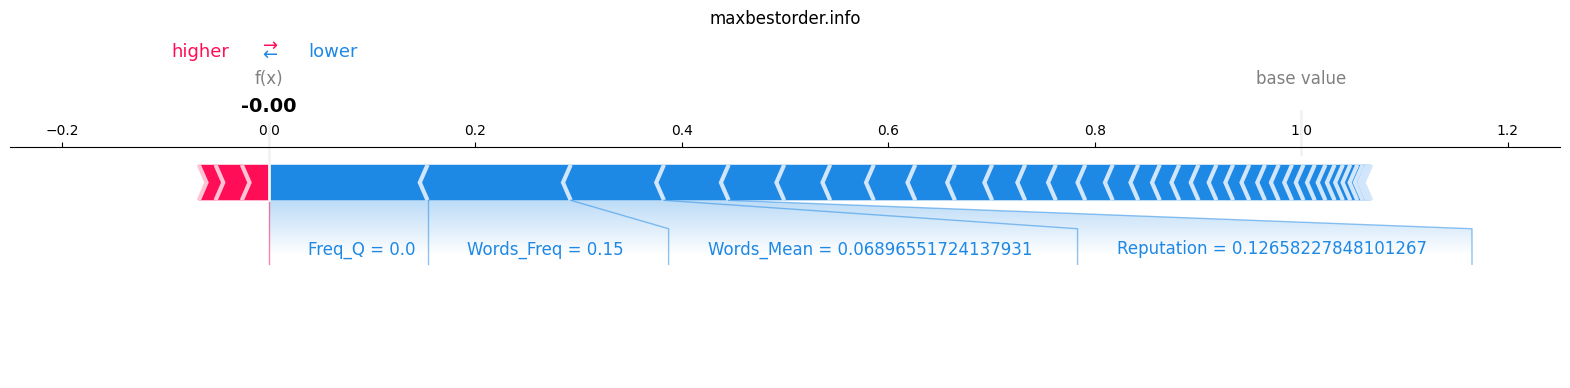 maxbestorder.info
higher ⇄ lower
f(x) base value
-0.00
−0.2 0 0 0.2 0.4 0.6 0.8 1 0 1.2
Freq_Q = 0.0 Words_Freq = 0.15 Words_Mean = 0.06896551724137931 Reputation = 0.12658227848101267